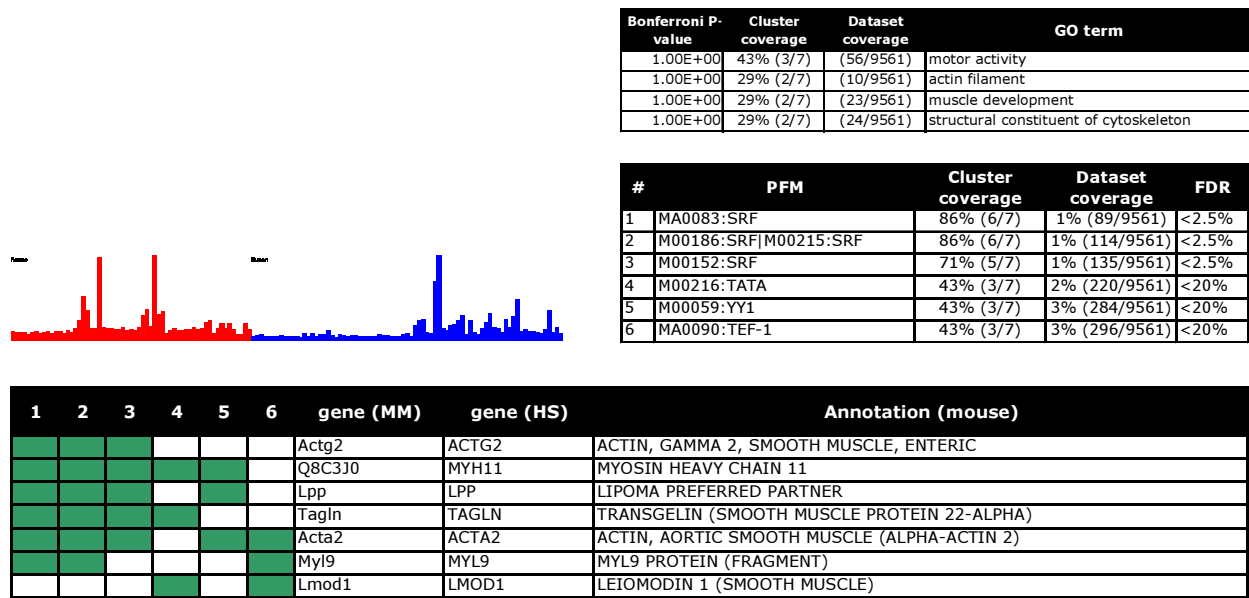 Bonferroni P-value Cluster coverage Dataset coverage GO term
1.00E+00 43% (3/7) (56/9561) motor activity
1.00E+00 29% (2/7) (10/9561) actin filament
1.00E+00 29% (2/7) (23/9561) muscle development
1.00E+00 29% (2/7) (24/9561) structural constituent of cytoskeleton
# PFM Cluster coverage Dataset coverage FDR
1 MA0083:SRF 86% (6/7) 1% (89/9561) <2.5%
2 M00186:SRF|M00215:SRF 86% (6/7) 1% (114/9561) <2.5%
3 M00152:SRF 71% (5/7) 1% (135/9561) <2.5%
4 M00216:TATA 43% (3/7) 2% (220/9561) <20%
5 M00059:YY1 43% (3/7) 3% (284/9561) <20%
6 MA0090:TEF-1 43% (3/7) 3% (296/9561) <20%
1 2 3 4 5 6 gene (MM) gene (HS) Annotation (mouse)
Actg2 ACTG2 ACTIN, GAMMA 2, SMOOTH MUSCLE, ENTERIC
Q8C3J0 MYH11 MYOSIN HEAVY CHAIN 11
Lpp LPP LIPOMA PREFERRED PARTNER
Tagln TAGLN TRANSGELIN (SMOOTH MUSCLE PROTEIN 22-ALPHA)
Acta2 ACTA2 ACTIN, AORTIC SMOOTH MUSCLE (ALPHA-ACTIN 2)
Myl9 MYL9 MYL9 PROTEIN (FRAGMENT)
Lmod1 LMOD1 LEIOMODIN 1 (SMOOTH MUSCLE)